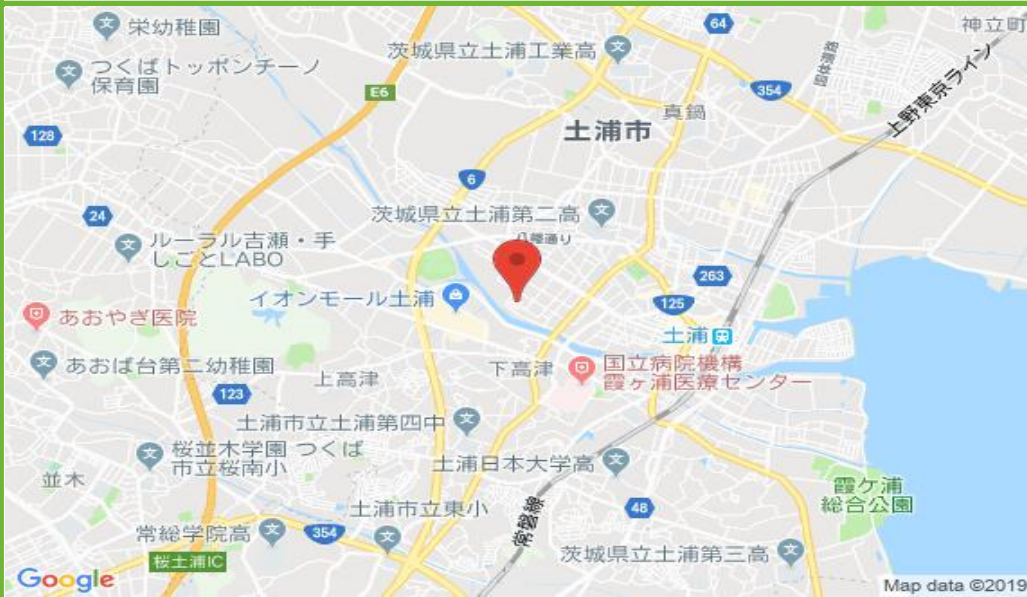 栄幼稚園
茨城県立土浦工業高
64
神立町
つくばトッポンチーノ
保育園
E6
354
上野東京ライン
真鍋
土浦市
128
6
24
茨城県立土浦第二高
八幡通り
ルーラル吉瀬・手
しごとLABO
263
イオンモール土浦
125
あおやぎ医院
土浦
国立病院機構
霞ヶ浦医療センター
下高津
あおば台第二幼稚園
上高津
123
土浦市立土浦第四中
桜並木学園 つくば
市立桜南小
土浦日本大学高
並木
霞ケ浦
総合公園
土浦市立東小
48
常磐線
常総学院高
354
茨城県立土浦第三高
桜土浦IC
Google
Map data ©2019